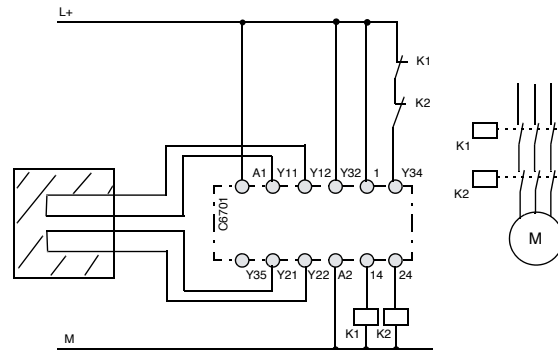 L+
K1
K2
A1 Y11 Y12 Y32 1 Y34
C6701
Y35 Y21 Y22 A2 14 24
K1 K2
M
K1
K2
M